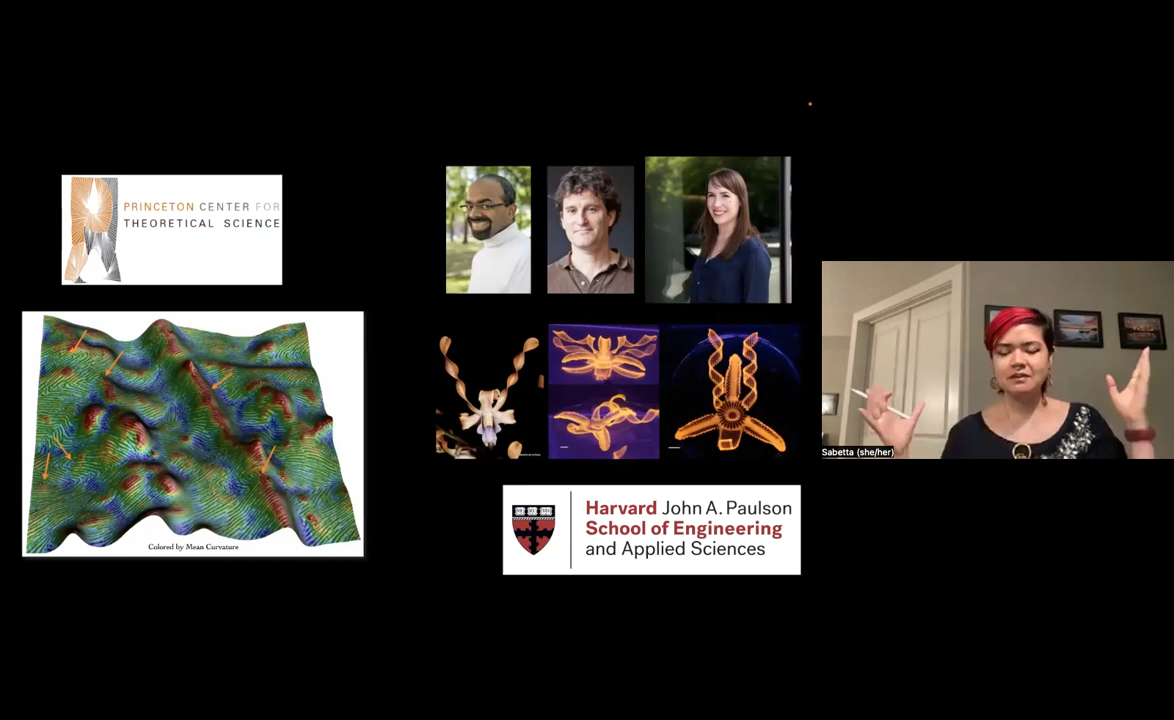 PRINCETON CENTER FOR
THEORETICAL SCIENCE
Colored by Mean Curvature
Harvard John A. Paulson
School of Engineering
and Applied Sciences
Sabetta (she/her)